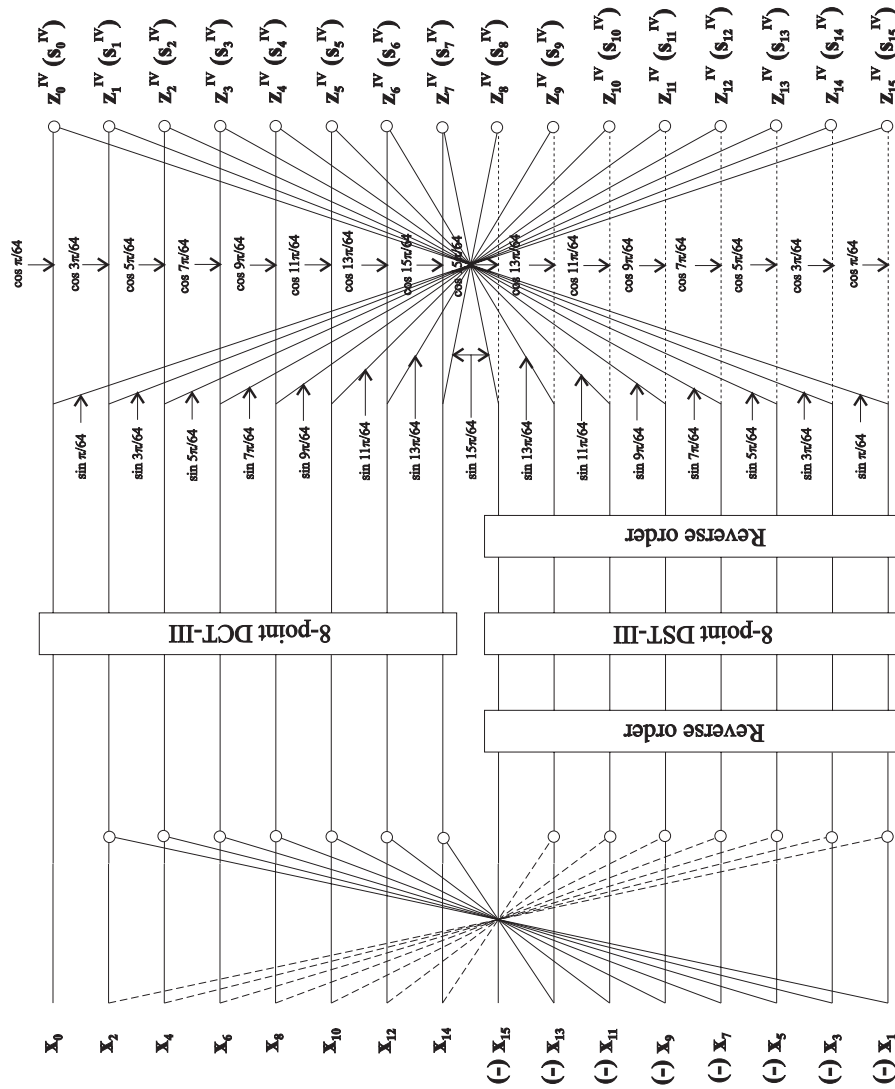 x₀
x₂
x₄
x₆
x₈
x₁₀
x₁₂
x₁₄
(-) x₁₅
(-) x₁₃
(-) x₁₁
(-) x₉
(-) x₇
(-) x₅
(-) x₃
(-) x₁
Reverse order
8-point DCT-III
8-point DST-III
Reverse order
sin π/64
sin 3π/64
sin 5π/64
sin 7π/64
sin 9π/64
sin 11π/64
sin 13π/64
sin 15π/64
sin 13π/64
sin 11π/64
sin 9π/64
sin 7π/64
sin 5π/64
sin 3π/64
sin π/64
cos π/64
cos 3π/64
cos 5π/64
cos 7π/64
cos 9π/64
cos 11π/64
cos 13π/64
cos 15π/64
cos 15π/64
cos 13π/64
cos 11π/64
cos 9π/64
cos 7π/64
cos 5π/64
cos 3π/64
cos π/64
z₀ᴵⱽ (s₀ᴵⱽ)
z₁ᴵⱽ (s₁ᴵⱽ)
z₂ᴵⱽ (s₂ᴵⱽ)
z₃ᴵⱽ (s₃ᴵⱽ)
z₄ᴵⱽ (s₄ᴵⱽ)
z₅ᴵⱽ (s₅ᴵⱽ)
z₆ᴵⱽ (s₆ᴵⱽ)
z₇ᴵⱽ (s₇ᴵⱽ)
z₈ᴵⱽ (s₈ᴵⱽ)
z₉ᴵⱽ (s₉ᴵⱽ)
z₁₀ᴵⱽ (s₁₀ᴵⱽ)
z₁₁ᴵⱽ (s₁₁ᴵⱽ)
z₁₂ᴵⱽ (s₁₂ᴵⱽ)
z₁₃ᴵⱽ (s₁₃ᴵⱽ)
z₁₄ᴵⱽ (s₁₄ᴵⱽ)
z₁₅ᴵⱽ (s₁₅ᴵⱽ)